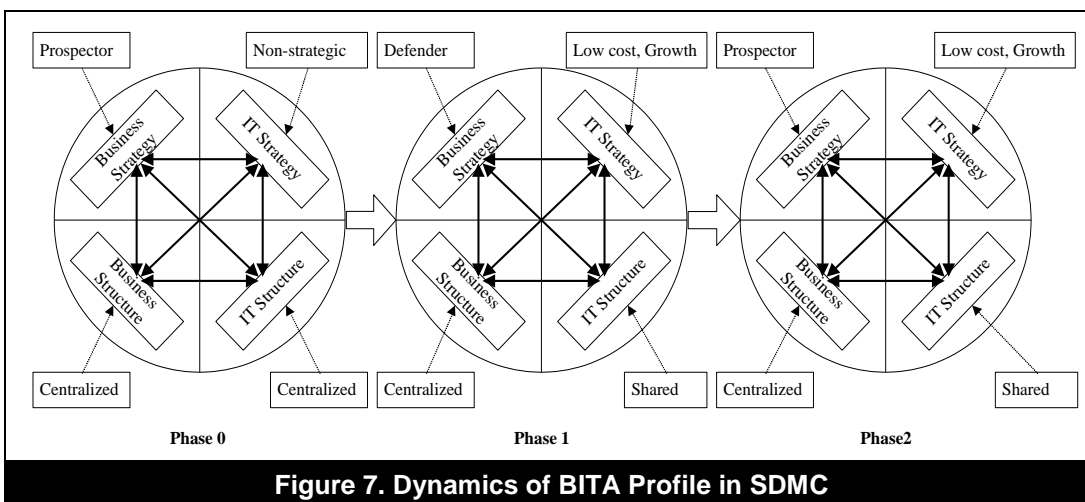 Prospector
Non-strategic
Business
Strategy
IT Strategy
Business
Structure
IT Structure
Centralized
Centralized
Phase 0
Defender
Low cost, Growth
Business
Strategy
IT Strategy
Business
Structure
IT Structure
Centralized
Shared
Phase 1
Prospector
Low cost, Growth
Business
Strategy
IT Strategy
Business
Structure
IT Structure
Centralized
Shared
Phase2
Figure 7. Dynamics of BITA Profile in SDMC